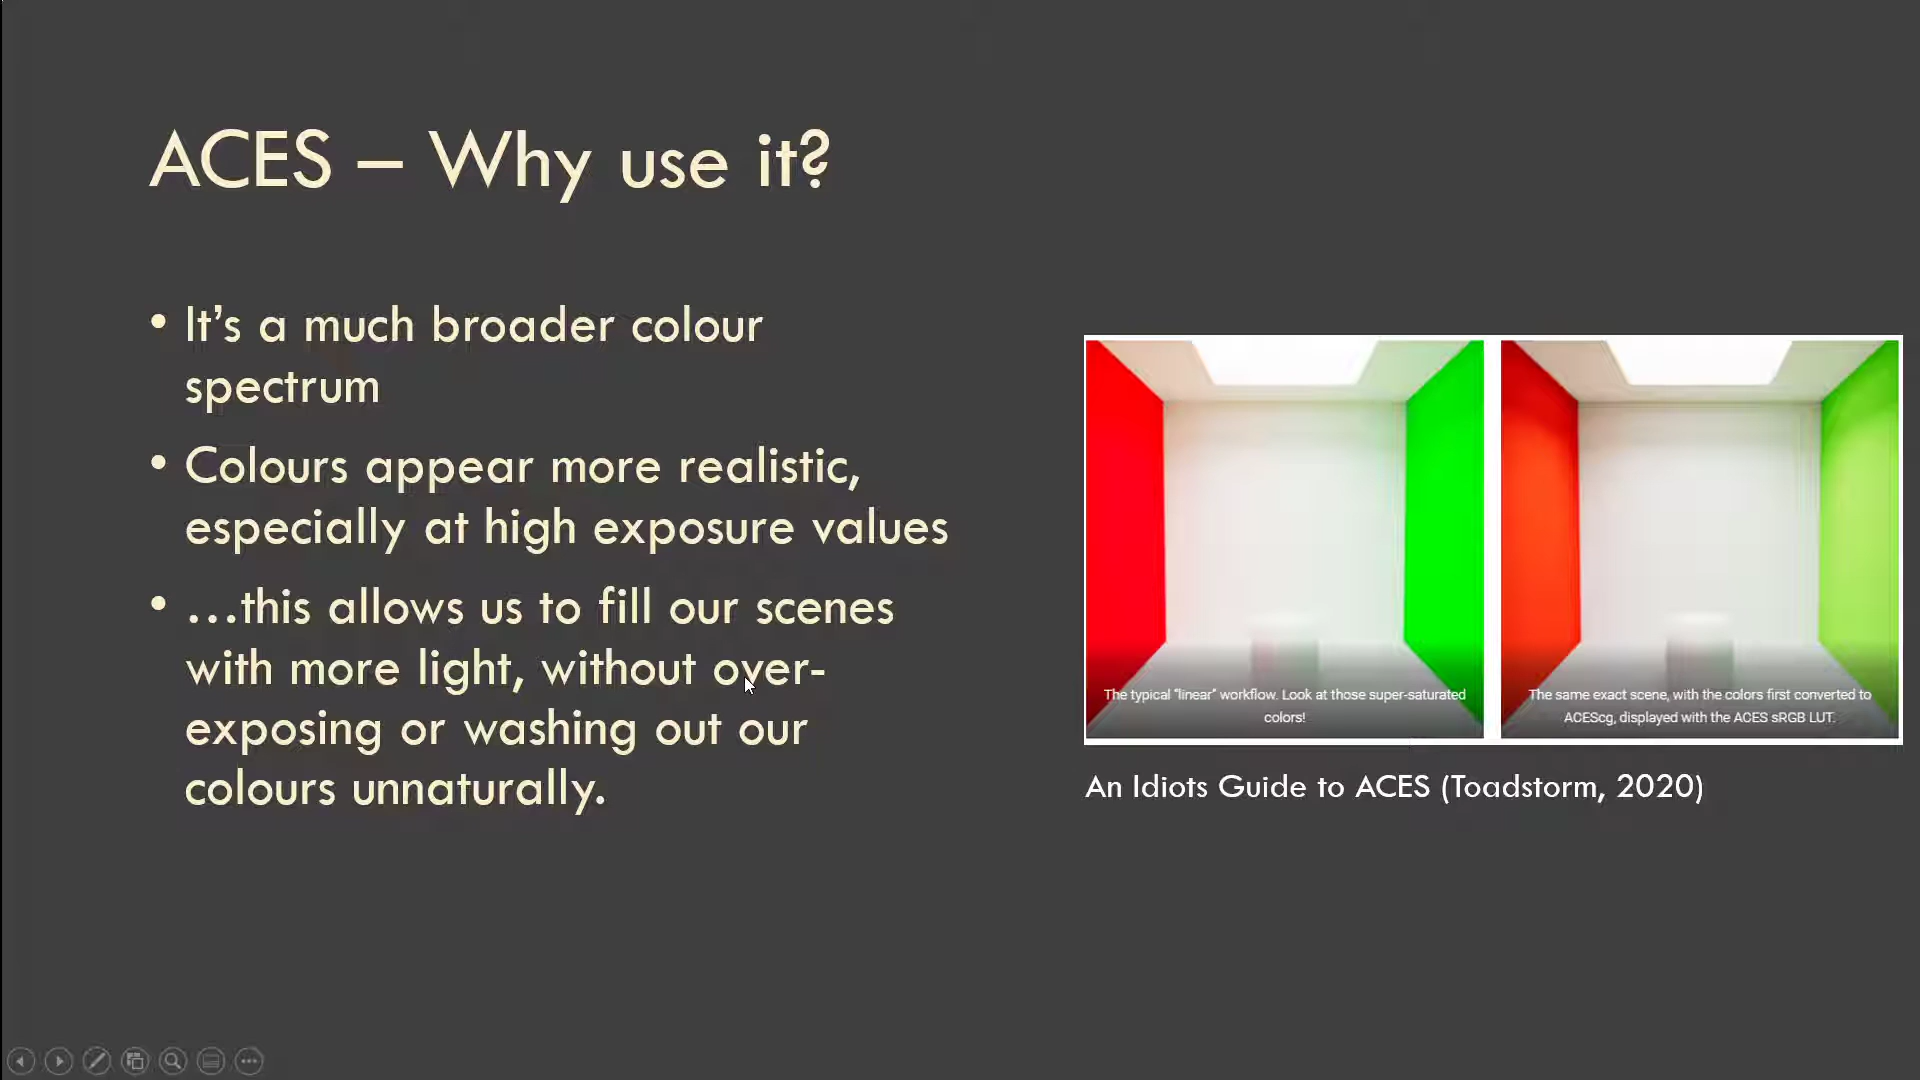 ACES – Why use it?
• It’s a much broader colour
spectrum
• Colours appear more realistic,
especially at high exposure values
• …this allows us to fill our scenes
with more light, without over-
exposing or washing out our
colours unnaturally.
The typical “linear” workflow. Look at those super-saturated
colors!
The same exact scene, with the colors first converted to
ACEScg, displayed with the ACES sRGB LUT.
An Idiots Guide to ACES (Toadstorm, 2020)